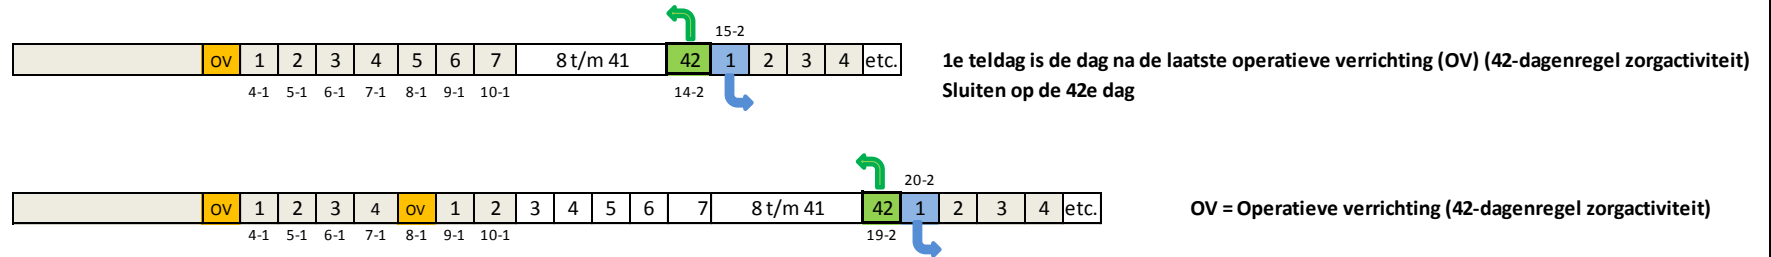 15-2
OV 1 2 3 4 5 6 7 8 t/m 41 42 1 2 3 4 etc.
4-1 5-1 6-1 7-1 8-1 9-1 10-1 14-2
1e teldag is de dag na de laatste operatieve verrichting (OV) (42-dagenregel zorgactiviteit)
Sluiten op de 42e dag
20-2
OV 1 2 3 4 OV 1 2 3 4 5 6 7 8 t/m 41 42 1 2 3 4 etc.
4-1 5-1 6-1 7-1 8-1 9-1 10-1 19-2
OV = Operatieve verrichting (42-dagenregel zorgactiviteit)